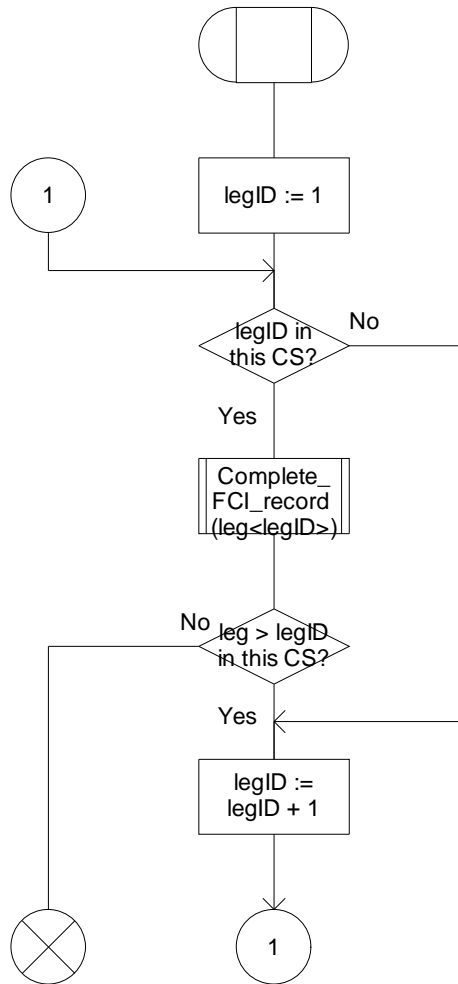 1
legID := 1
legID in
this CS?
No
Yes
Complete_
FCI_record
(leg<legID>)
No
leg > legID
in this CS?
Yes
legID :=
legID + 1
1